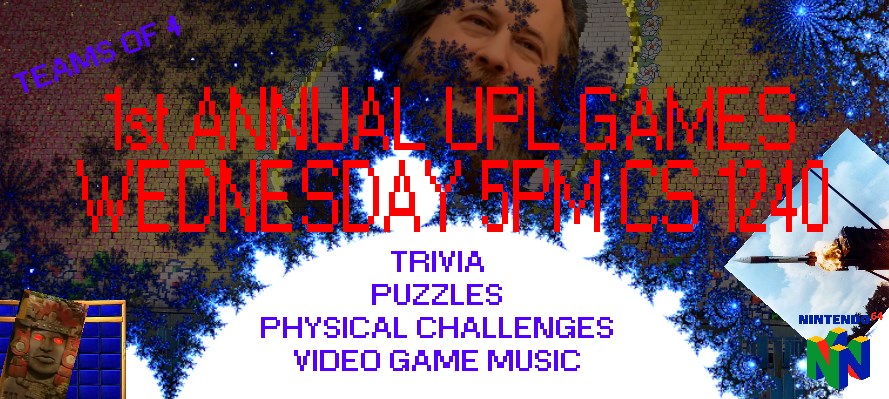 TEAMS OF 4
1st ANNUAL UPL GAMES
WEDNESDAY 5PM CS 1240
TRIVIA
PUZZLES
PHYSICAL CHALLENGES
VIDEO GAME MUSIC
NINTENDO 64